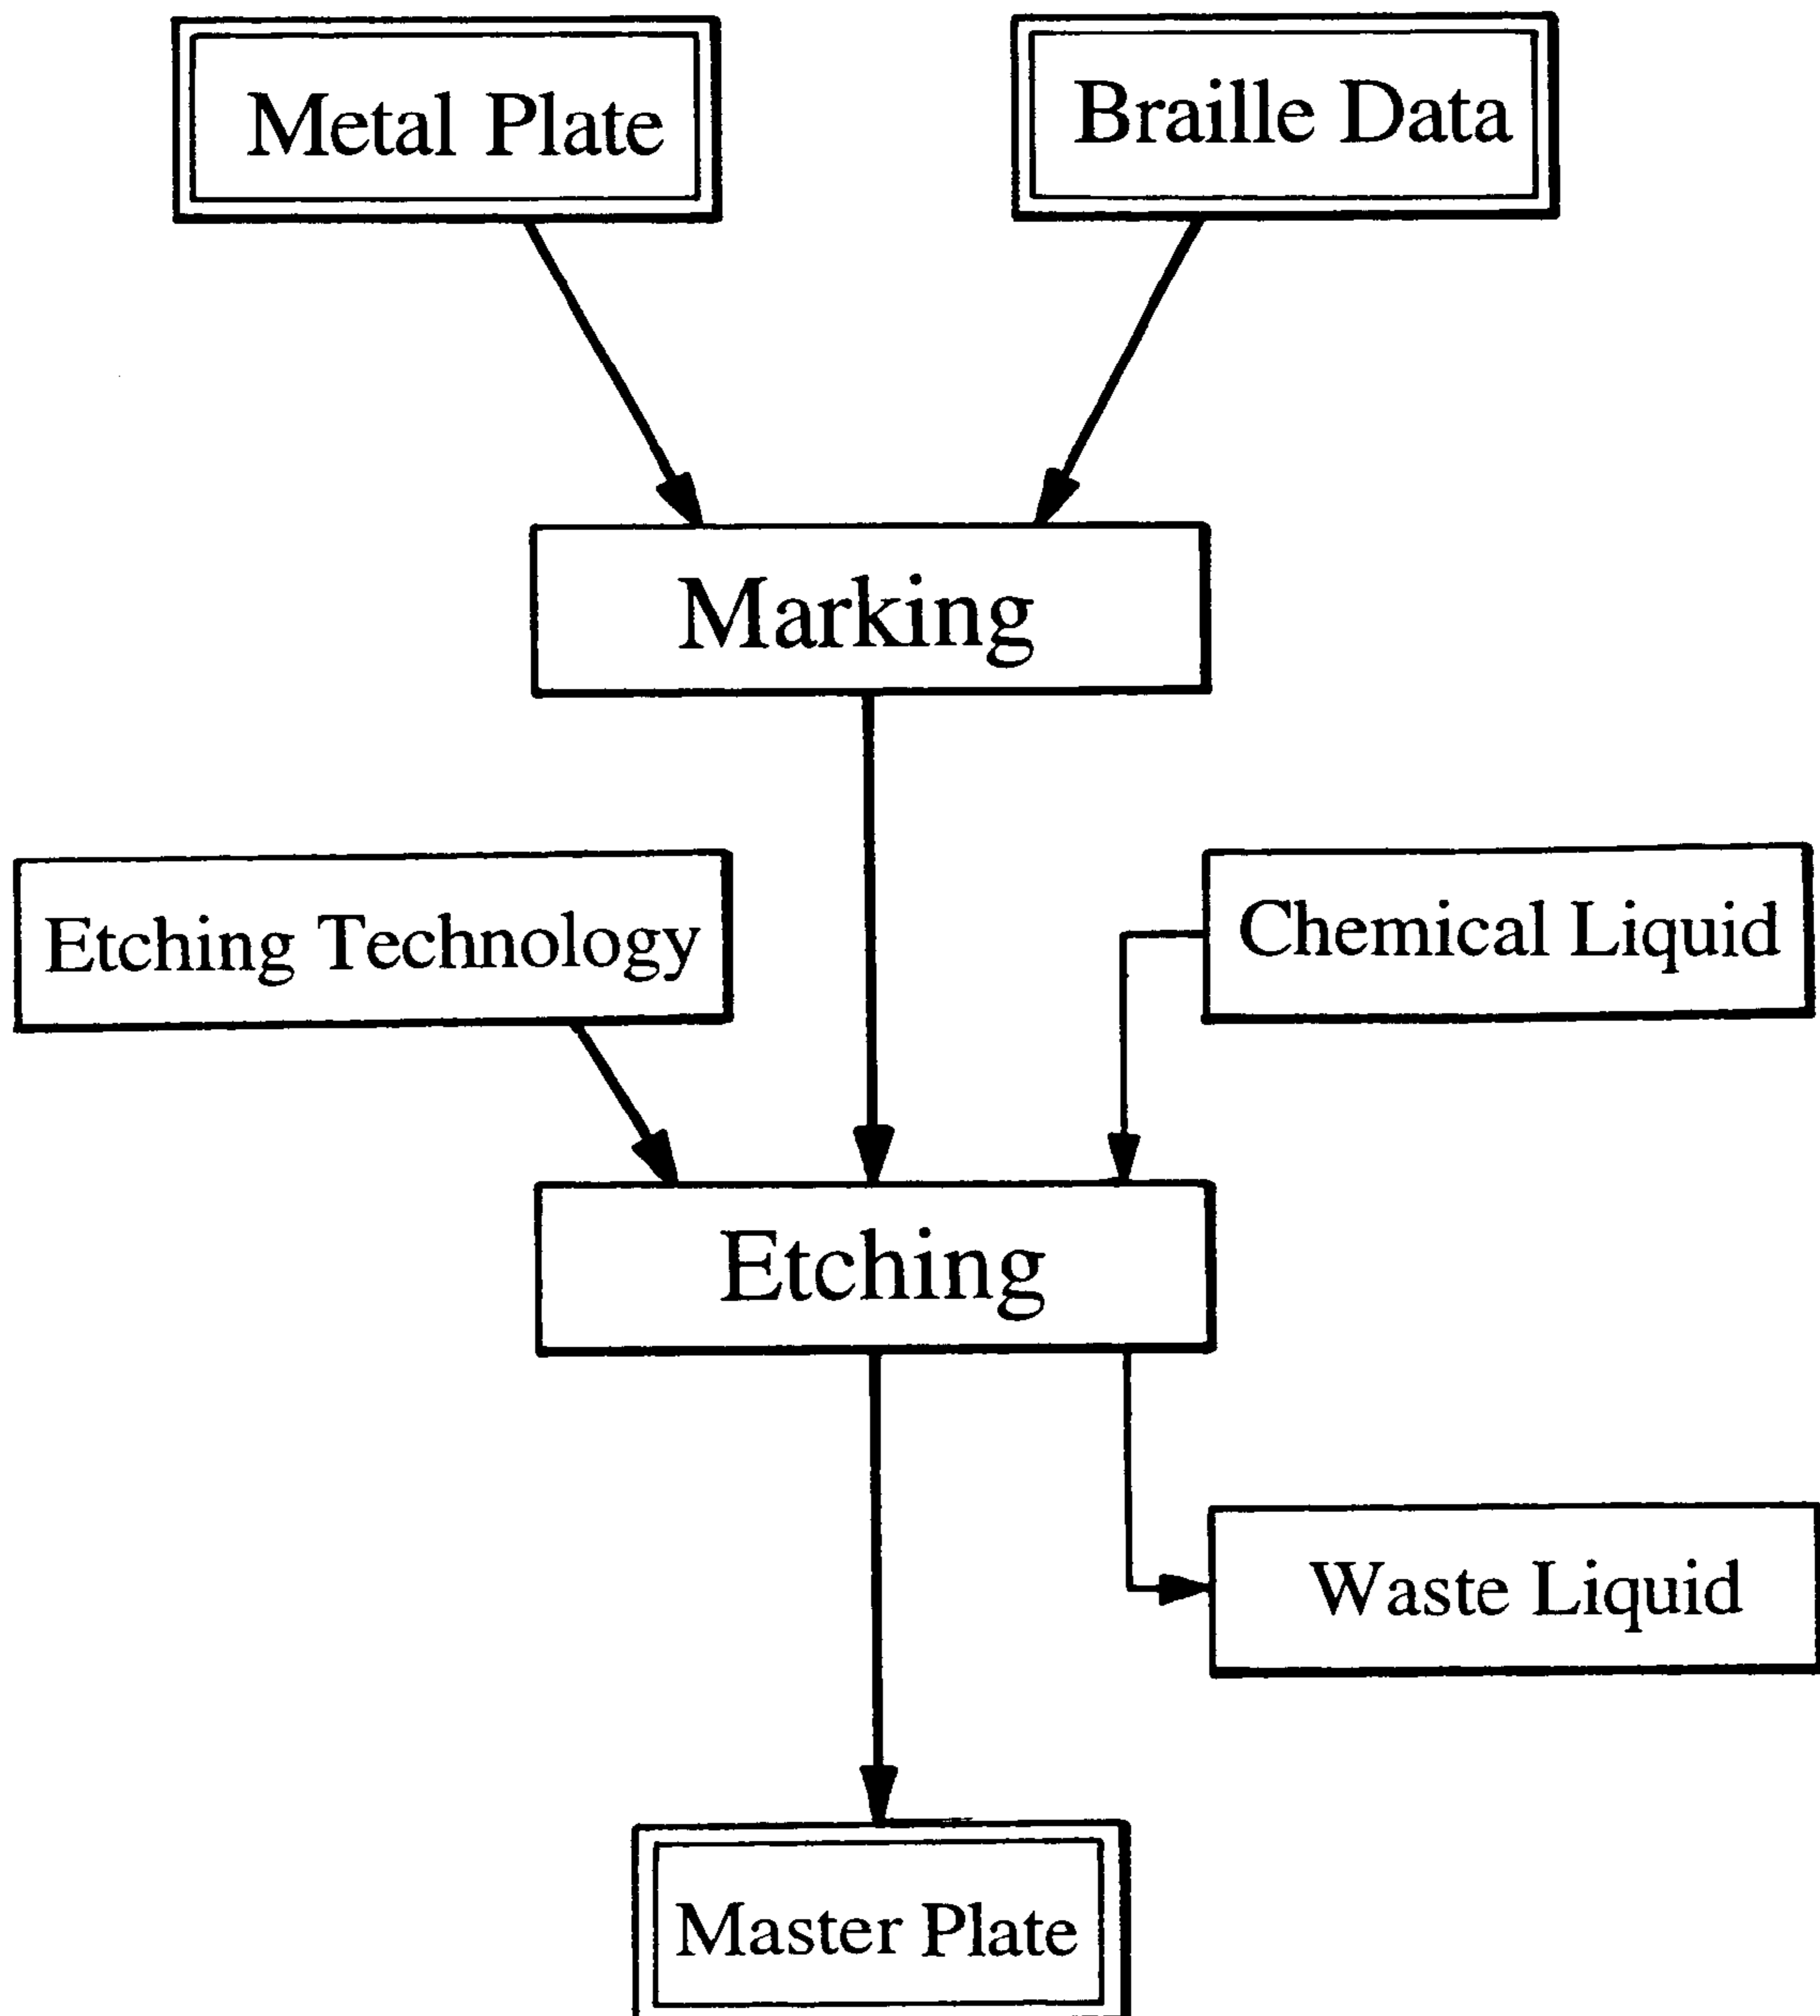 Metal Plate
Braille Data
Marking
Etching Technology
Chemical Liquid
Etching
Waste Liquid
Master Plate